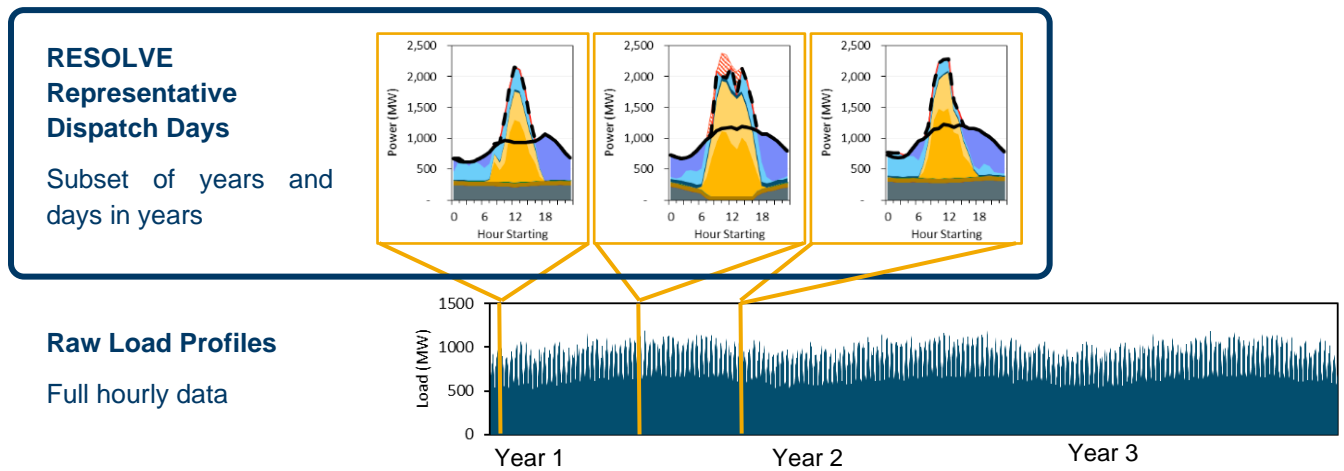 RESOLVE
Representative
Dispatch Days
Subset of years and
days in years
2,500
2,000
1,500
1,000
500
-
Power (MW)
0 6 12 18
Hour Starting
2,500
2,000
1,500
1,000
500
-
Power (MW)
0 6 12 18
Hour Starting
2,500
2,000
1,500
1,000
500
-
Power (MW)
0 6 12 18
Hour Starting
Raw Load Profiles
Full hourly data
1500
1000
500
0
Load (MW)
Year 1 Year 2 Year 3